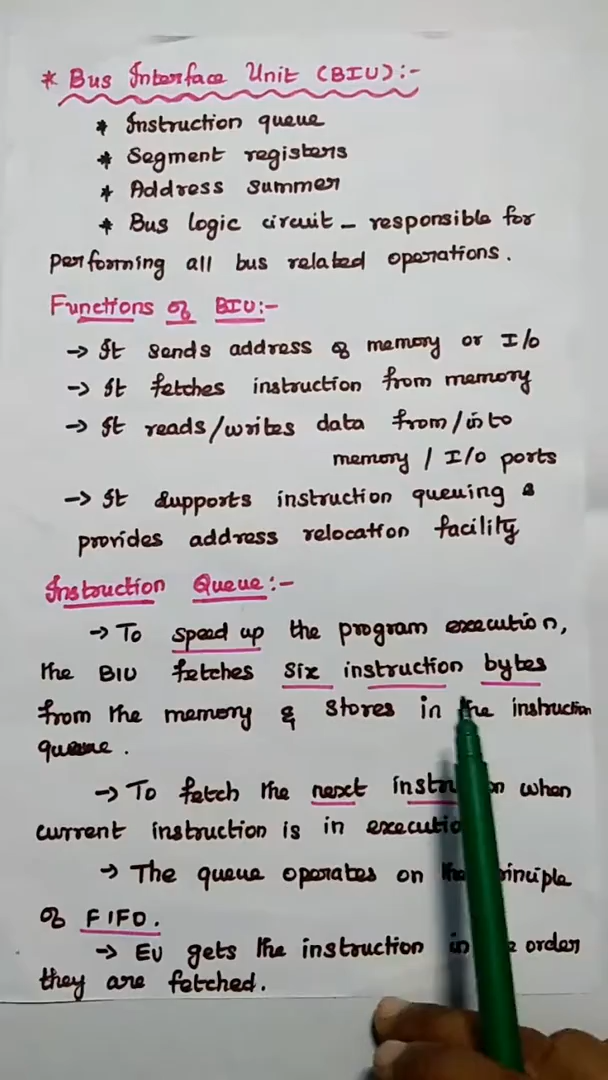 * Bus Interface Unit (BIU):-
* Instruction queue
* Segment registers
* Address summer
* Bus logic circuit - responsible for
performing all bus related operations.
Functions of BIU:-
→ It sends address of memory or I/O
→ It fetches instruction from memory
→ It reads/writes data from/into
memory / I/O ports
→ It supports instruction queuing &
provides address relocation facility
Instruction Queue:-
→ To speed up the program execution,
the BIU fetches six instruction bytes
from the memory & stores in the instruction
queue.
→ To fetch the next when
current instruction is in
→ The queue operates on
of FIFO.
→ EU gets the instruction in order
they are fetched.